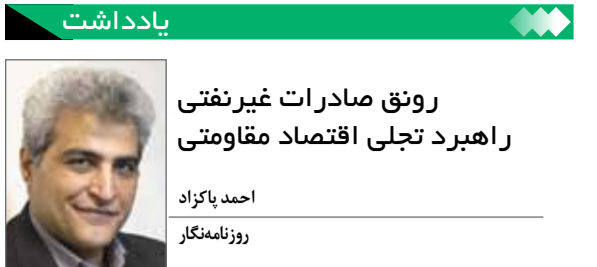 یادداشت
رونق صادرات غیرنفتی
راهبرد تجلی اقتصاد مقاومتی
احمد پاکزاد
روزنامه‌نگار